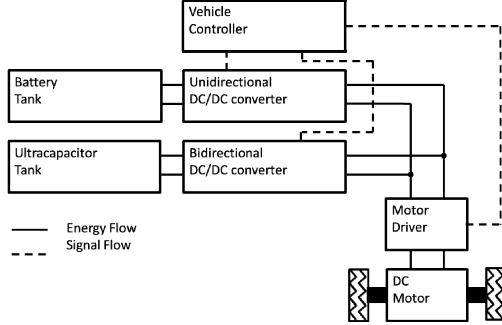 Vehicle
Controller
Battery
Tank
Unidirectional
DC/DC converter
Ultracapacitor
Tank
Bidirectional
DC/DC converter
Motor
Driver
Energy Flow
Signal Flow
DC
Motor